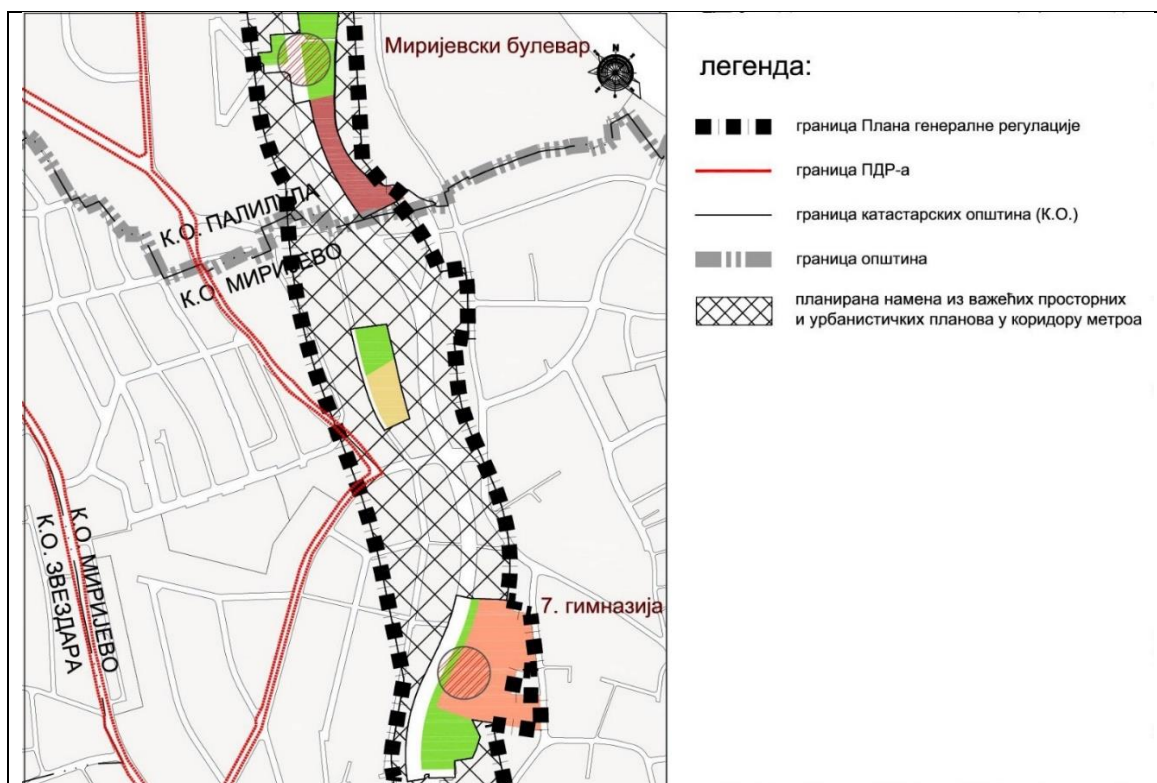 Миријевски булевар
N
К.О. ПАЛИЛУЛА
К.О. МИРИЈЕВО
К.О. МИРИЈЕВО
К.О. ЗВЕЗДАРА
7. гимназија
легенда:
граница Плана генералне регулације
граница ПДР-а
граница катастарских општина (К.О.)
граница општина
планирана намена из важећих просторних
и урбанистичких планова у коридору метроа